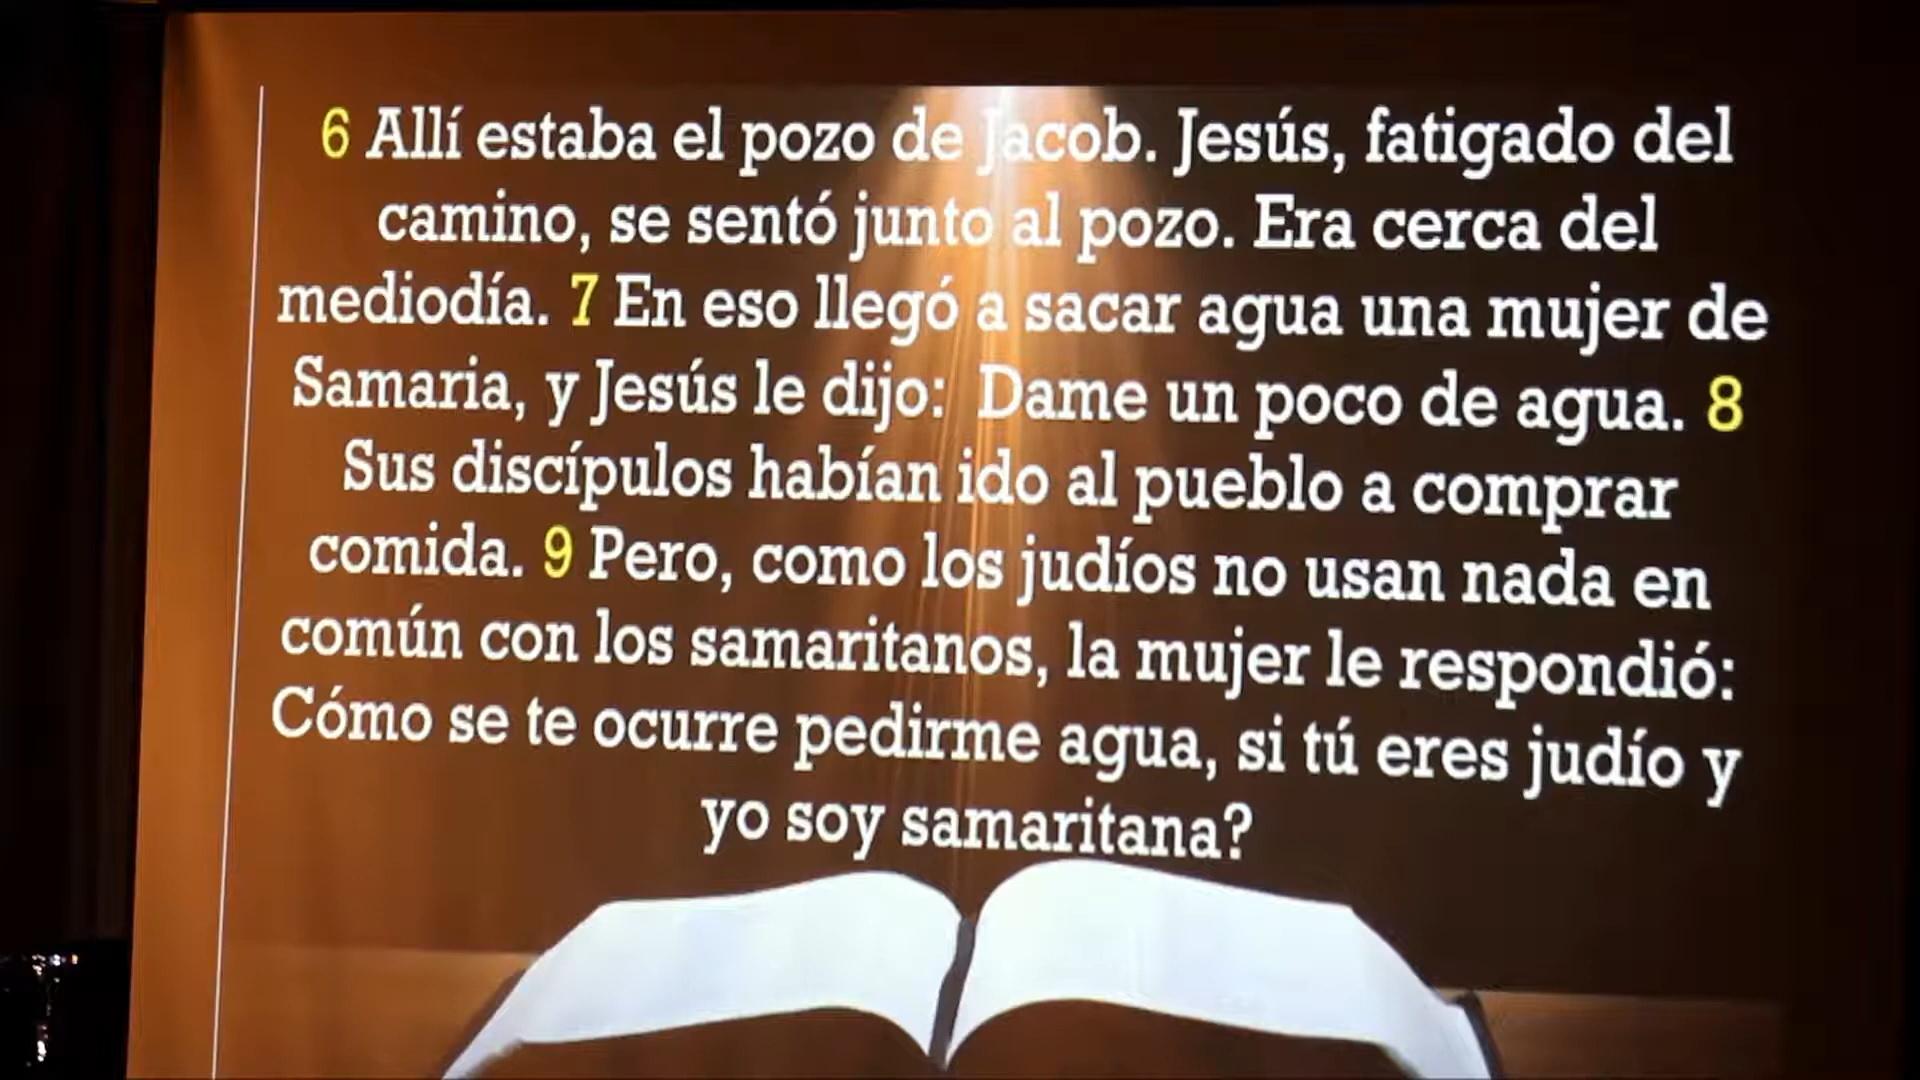 6 Allí estaba el pozo de Jacob. Jesús, fatigado del
camino, se sentó junto al pozo. Era cerca del
mediodía. 7 En eso llegó a sacar agua una mujer de
Samaria, y Jesús le dijo: Dame un poco de agua. 8
Sus discípulos habían ido al pueblo a comprar
comida. 9 Pero, como los judíos no usan nada en
común con los samaritanos, la mujer le respondió:
Cómo se te ocurre pedirme agua, si tú eres judío y
yo soy samaritana?